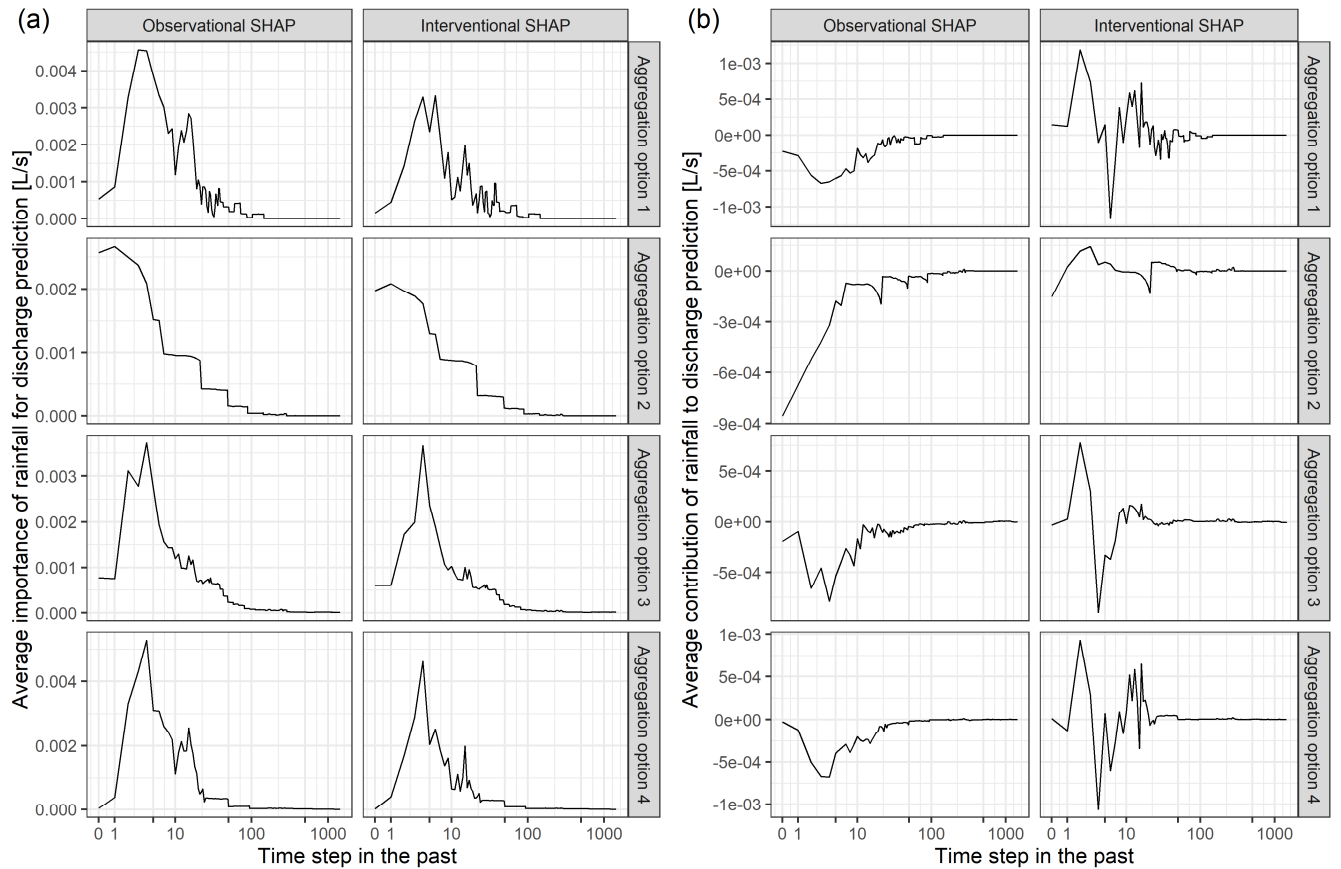 (a)
Observational SHAP
Interventional SHAP
Average importance of rainfall for discharge prediction [L/s]
0.004
0.003
0.002
0.001
0.000
Aggregation option 1
0.002
0.001
0.000
Aggregation option 2
0.003
0.002
0.001
0.000
Aggregation option 3
0.004
0.002
0.000
Aggregation option 4
0 1 10 100 1000
0 1 10 100 1000
Time step in the past
(b)
Observational SHAP
Interventional SHAP
Average contribution of rainfall to discharge prediction [L/s]
1e-03
5e-04
0e+00
-5e-04
-1e-03
Aggregation option 1
0e+00
-3e-04
-6e-04
-9e-04
Aggregation option 2
5e-04
0e+00
-5e-04
Aggregation option 3
1e-03
5e-04
0e+00
-5e-04
-1e-03
Aggregation option 4
0 1 10 100 1000
0 1 10 100 1000
Time step in the past